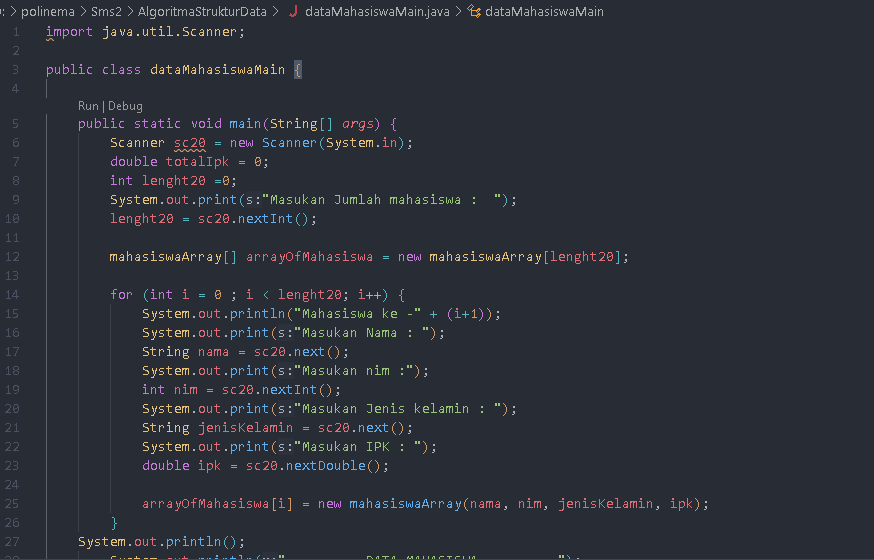 : > polinema > Sms2 > AlgoritmaStrukturData > J dataMahasiswaMain.java > dataMahasiswaMain
1 import java.util.Scanner;
2
3 public class dataMahasiswaMain {
4
Run | Debug
5 public static void main(String[] args) {
6 Scanner sc20 = new Scanner(System.in);
7 double totalIpk = 0;
8 int lenght20 =0;
9 System.out.print(s:"Masukan Jumlah mahasiswa :  ");
10 lenght20 = sc20.nextInt();
11
12 mahasiswaArray[] arrayOfMahasiswa = new mahasiswaArray[lenght20];
13
14 for (int i = 0 ; i < lenght20; i++) {
15 System.out.println("Mahasiswa ke -" + (i+1));
16 System.out.print(s:"Masukan Nama : ");
17 String nama = sc20.next();
18 System.out.print(s:"Masukan nim :");
19 int nim = sc20.nextInt();
20 System.out.print(s:"Masukan Jenis kelamin : ");
21 String jenisKelamin = sc20.next();
22 System.out.print(s:"Masukan IPK : ");
23 double ipk = sc20.nextDouble();
24
25 arrayOfMahasiswa[i] = new mahasiswaArray(nama, nim, jenisKelamin, ipk);
26 }
27 System.out.println();